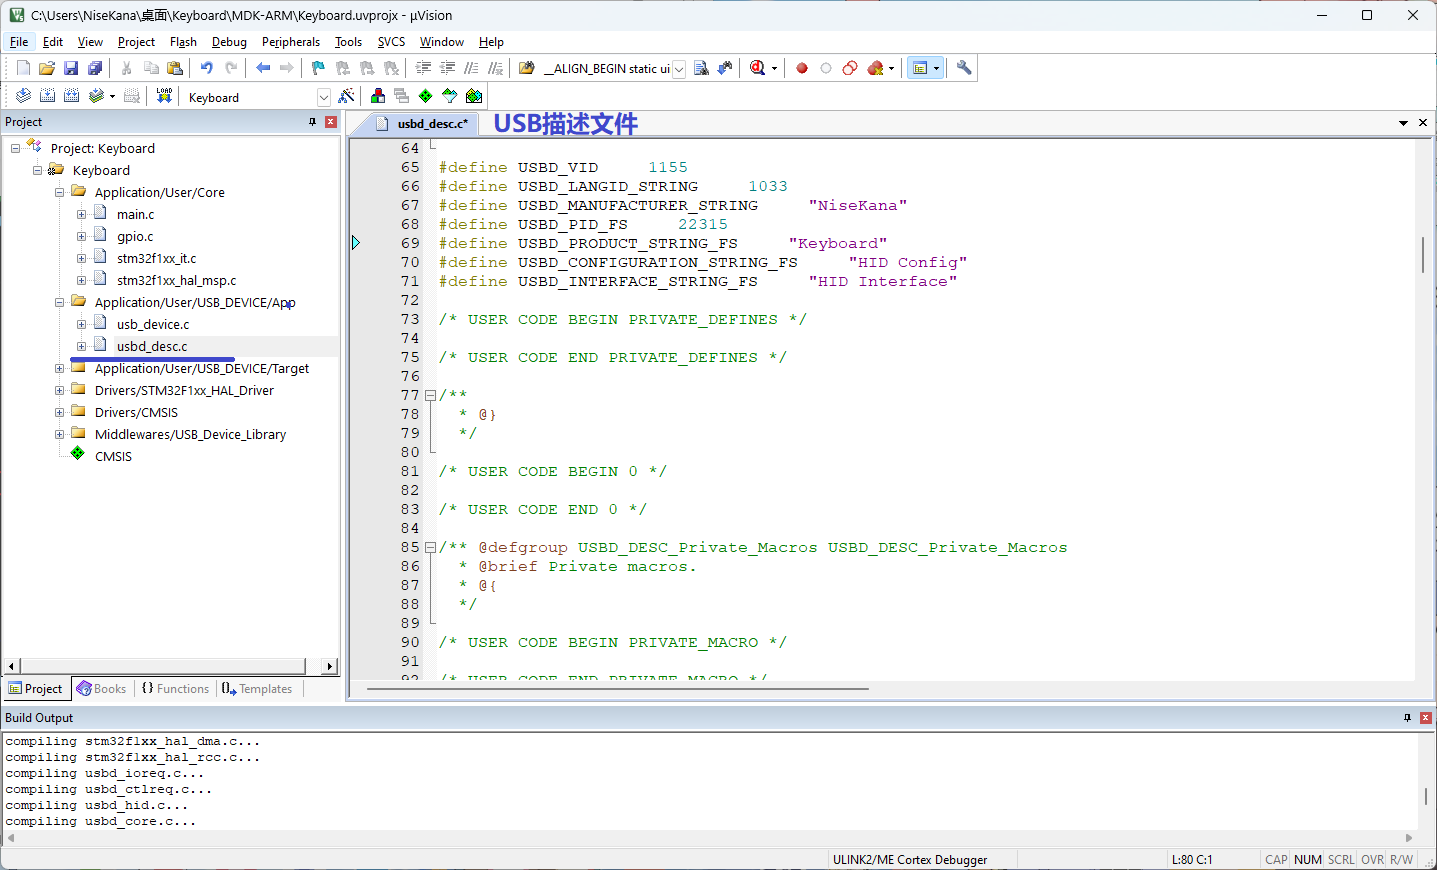 C:\Users\NiseKana\桌面\Keyboard\MDK-ARM\Keyboard.uvprojx - µVision
File Edit View Project Flash Debug Peripherals Tools SVCS Window Help
__ALIGN_BEGIN static ui
LOAD
Keyboard
Project
usbd_desc.c*
USB描述文件
Project: Keyboard
Keyboard
Application/User/Core
main.c
gpio.c
stm32f1xx_it.c
stm32f1xx_hal_msp.c
Application/User/USB_DEVICE/App
usb_device.c
usbd_desc.c
Application/User/USB_DEVICE/Target
Drivers/STM32F1xx_HAL_Driver
Drivers/CMSIS
Middlewares/USB_Device_Library
CMSIS
Project Books {} Functions 0 Templates
64
65 #define USBD_VID 1155
66 #define USBD_LANGID_STRING 1033
67 #define USBD_MANUFACTURER_STRING "NiseKana"
68 #define USBD_PID_FS 22315
69 #define USBD_PRODUCT_STRING_FS "Keyboard"
70 #define USBD_CONFIGURATION_STRING_FS "HID Config"
71 #define USBD_INTERFACE_STRING_FS "HID Interface"
72
73 /* USER CODE BEGIN PRIVATE_DEFINES */
74
75 /* USER CODE END PRIVATE_DEFINES */
76
77 /**
78 * @}
79 */
80
81 /* USER CODE BEGIN 0 */
82
83 /* USER CODE END 0 */
84
85 /** @defgroup USBD_DESC_Private_Macros USBD_DESC_Private_Macros
86 * @brief Private macros.
87 * @{
88 */
89
90 /* USER CODE BEGIN PRIVATE_MACRO */
91
92 /* USER CODE END PRIVATE_MACRO */
Build Output
compiling stm32f1xx_hal_dma.c...
compiling stm32f1xx_hal_rcc.c...
compiling usbd_ioreq.c...
compiling usbd_ctlreq.c...
compiling usbd_hid.c...
compiling usbd_core.c...
ULINK2/ME Cortex Debugger L:80 C:1 CAP NUM SCRL OVR R/W